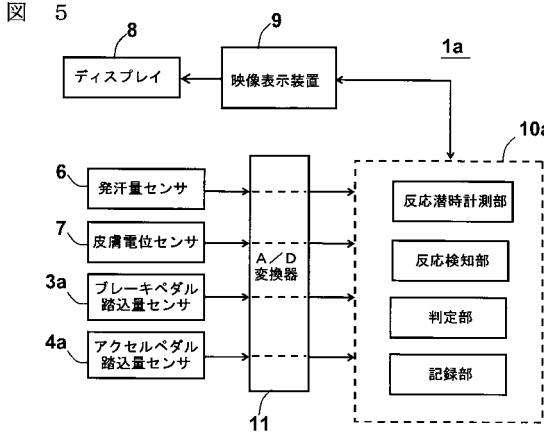 図 5
8
9
1a
ディスプレイ
映像表示装置
10a
6
発汗量センサ
7
皮膚電位センサ
3a
ブレーキペダル
踏込量センサ
4a
アクセルペダル
踏込量センサ
A/D
変換器
11
反応潜時計測部
反応検知部
判定部
記録部